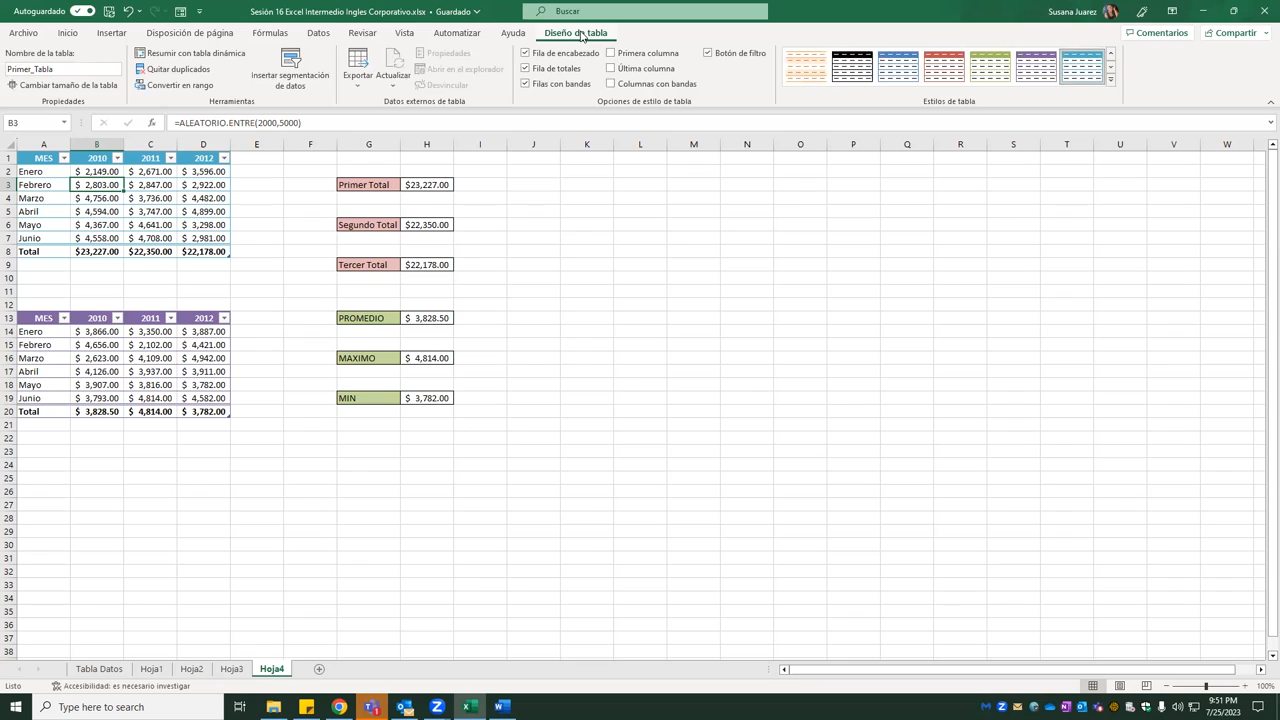 Autoguardado
Sesión 16 Excel Intermedio Ingles Corporativo.xlsx • Guardado
Buscar
Susana Juarez
Archivo Inicio Insertar Disposición de página Fórmulas Datos Revisar Vista Automatizar Ayuda Diseño de tabla Comentarios Compartir
Nombre de la tabla: Resumir con tabla dinámica Propiedades Fila de encabezado Primera columna Botón de filtro
Primery_Tabla Quitar duplicados Insertar segmentación de datos Exportar Actualizar Abrir en el explorador Fila de totales Última columna
Cambiar tamaño de la tabla Convertir en rango Desvincular Filas con bandas Columnas con bandas
Propiedades Herramientas Datos externos de tabla Opciones de estilo de tabla Estilos de tabla
B3 fx =ALEATORIO.ENTRE(2000,5000)
A B C D E F G H I J K L M N O P Q R S T U V W
1 MES 2010 2011 2012
2 Enero $ 2,149.00 $ 2,671.00 $ 3,596.00
3 Febrero $ 2,803.00 $ 2,847.00 $ 2,922.00 Primer Total $23,227.00
4 Marzo $ 4,756.00 $ 3,736.00 $ 4,482.00
5 Abril $ 4,594.00 $ 3,747.00 $ 4,899.00
6 Mayo $ 4,367.00 $ 4,641.00 $ 3,298.00 Segundo Total $22,350.00
7 Junio $ 4,558.00 $ 4,708.00 $ 2,981.00
8 Total $23,227.00 $22,350.00 $22,178.00
9 Tercer Total $22,178.00
10
11
12
13 MES 2010 2011 2012 PROMEDIO $ 3,828.50
14 Enero $ 3,866.00 $ 3,350.00 $ 3,887.00
15 Febrero $ 4,656.00 $ 2,102.00 $ 4,421.00
16 Marzo $ 2,623.00 $ 4,109.00 $ 4,942.00 MAXIMO $ 4,814.00
17 Abril $ 4,126.00 $ 3,937.00 $ 3,911.00
18 Mayo $ 3,907.00 $ 3,816.00 $ 3,782.00
19 Junio $ 3,793.00 $ 4,814.00 $ 4,582.00 MIN $ 3,782.00
20 Total $ 3,828.50 $ 4,814.00 $ 3,782.00
21
22
23
24
25
26
27
28
29
30
31
32
33
34
35
36
37
38
Tabla Datos Hoja1 Hoja2 Hoja3 Hoja4
Listo Accesibilidad: es necesario investigar 100%
Type here to search
9:51 PM
7/25/2023